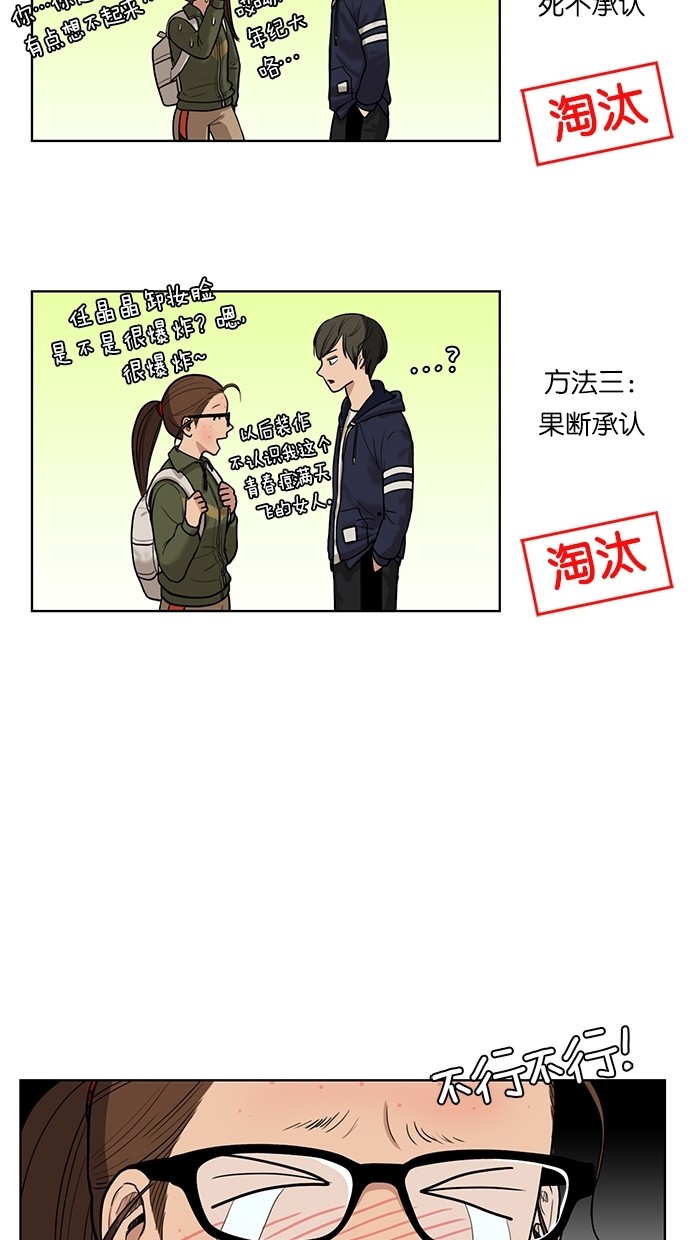 有点想不起来
年纪大
咯…
死不承认
淘汰
任晶晶卸妆脸
是不是很爆炸？嗯，
很爆炸~
…?
以后装作
不认识我这个
青春痘满天
飞的女人.
方法三：
果断承认
淘汰
不行不行!